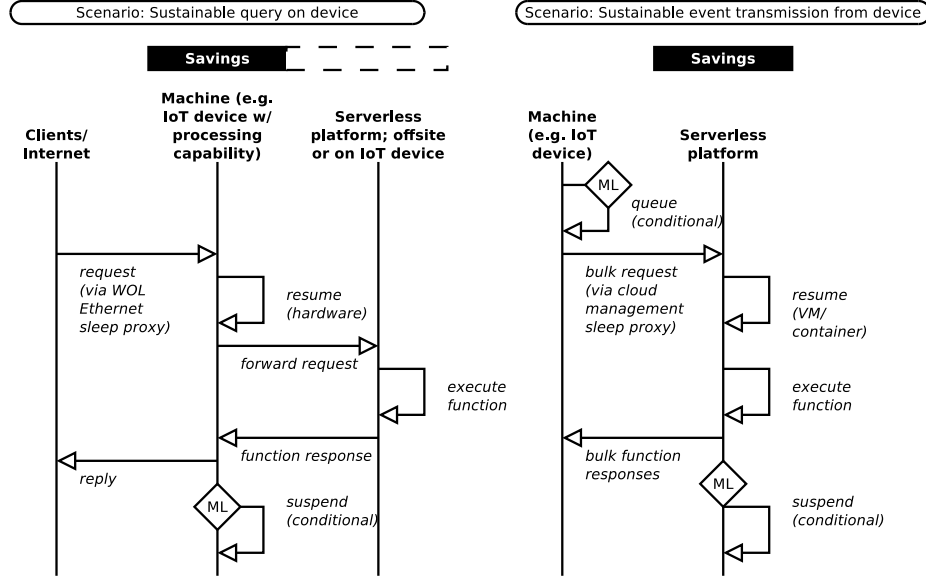 Scenario: Sustainable query on device
Savings
Clients/
Internet
Machine (e.g.
IoT device w/
processing
capability)
Serverless
platform; offsite
or on IoT device
request
(via WOL
Ethernet
sleep proxy)
resume
(hardware)
forward request
execute
function
function response
reply
ML
suspend
(conditional)
Scenario: Sustainable event transmission from device
Savings
Machine
(e.g. IoT
device)
Serverless
platform
ML
queue
(conditional)
bulk request
(via cloud
management
sleep proxy)
resume
(VM/
container)
execute
function
bulk function
responses
ML
suspend
(conditional)